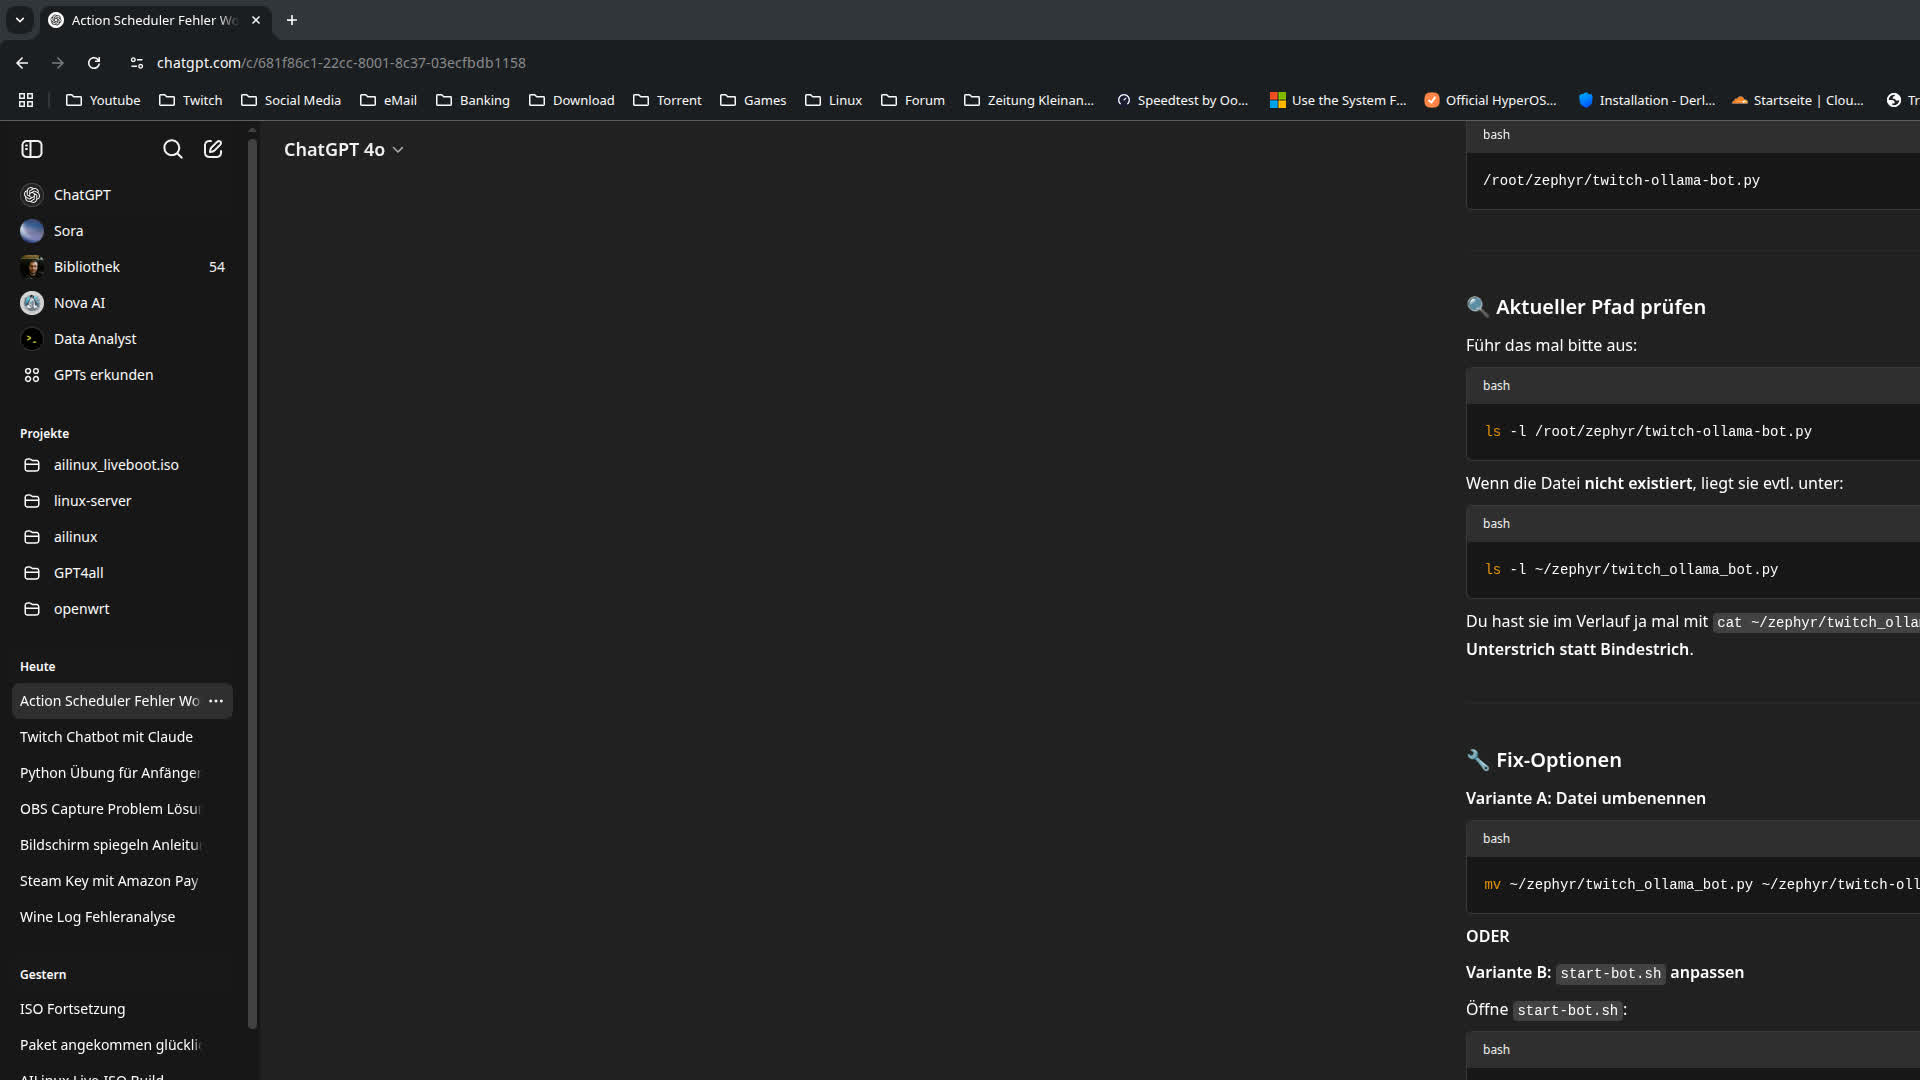 Action Scheduler Fehler Wo
chatgpt.com/c/681f86c1-22cc-8001-8c37-03ecfbdb1158
Youtube
Twitch
Social Media
eMail
Banking
Download
Torrent
Games
Linux
Forum
Zeitung Kleinan...
Speedtest by Oo...
Use the System F...
Official HyperOS...
Installation - Derl...
Startseite | Clou...
Tr
ChatGPT
Sora
Bibliothek 54
Nova AI
Data Analyst
GPTs erkunden
Projekte
ailinux_liveboot.iso
linux-server
ailinux
GPT4all
openwrt
Heute
Action Scheduler Fehler Wo
Twitch Chatbot mit Claude
Python Übung für Anfänger
OBS Capture Problem Lösu
Bildschirm spiegeln Anleitu
Steam Key mit Amazon Pay
Wine Log Fehleranalyse
Gestern
ISO Fortsetzung
Paket angekommen glückli
AILinux Live ISO Build
ChatGPT 4o
bash
/root/zephyr/twitch-ollama-bot.py
Aktueller Pfad prüfen
Führ das mal bitte aus:
bash
ls -l /root/zephyr/twitch-ollama-bot.py
Wenn die Datei nicht existiert, liegt sie evtl. unter:
bash
ls -l ~/zephyr/twitch_ollama_bot.py
Du hast sie im Verlauf ja mal mit cat ~/zephyr/twitch_olla
Unterstrich statt Bindestrich.
Fix-Optionen
Variante A: Datei umbenennen
bash
mv ~/zephyr/twitch_ollama_bot.py ~/zephyr/twitch-oll
ODER
Variante B: start-bot.sh anpassen
Öffne start-bot.sh:
bash